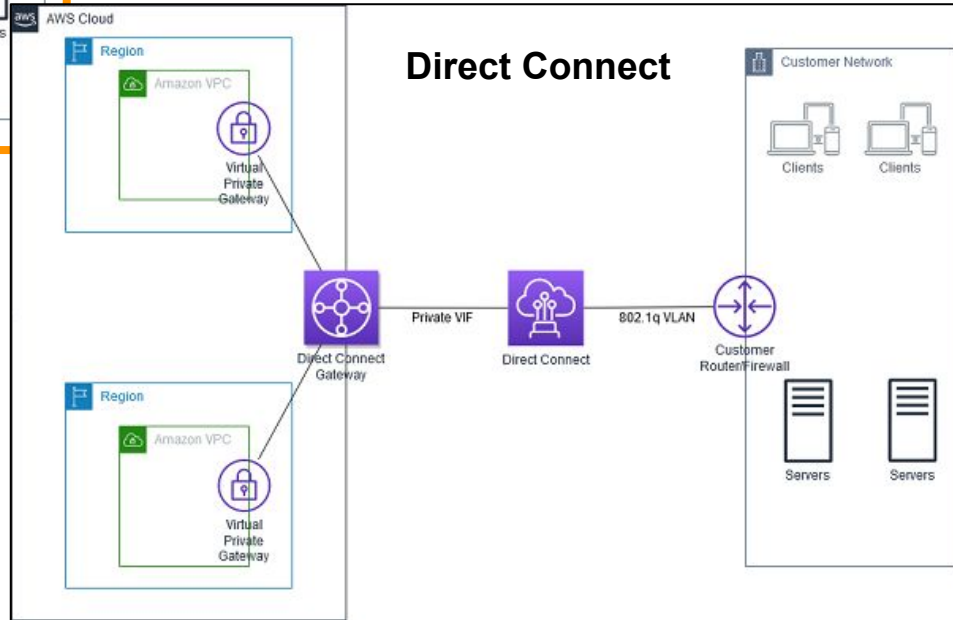 s
aws
AWS Cloud
Region
Amazon VPC
Virtual
Private
Gateway
Direct Connect
Customer Network
Clients
Clients
Direct Connect
Gateway
Private VIF
Direct Connect
802.1q VLAN
Customer
Router/Firewall
Region
Amazon VPC
Virtual
Private
Gateway
Servers
Servers